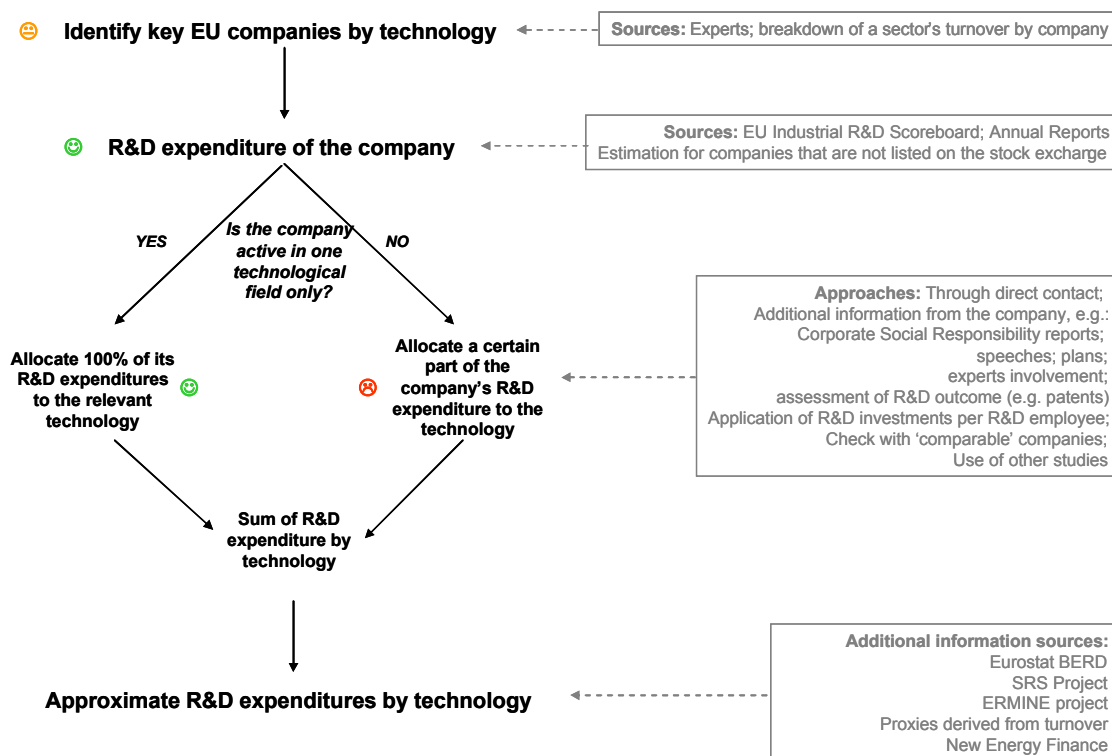 Identify key EU companies by technology
Sources: Experts; breakdown of a sector's turnover by company
R&D expenditure of the company
Sources: EU Industrial R&D Scoreboard; Annual Reports
Estimation for companies that are not listed on the stock exchange
YES
Is the company
active in one
technological
field only?
NO
Allocate 100% of its
R&D expenditures
to the relevant
technology
Allocate a certain
part of the
company's R&D
expenditure to the
technology
Approaches: Through direct contact;
Additional information from the company, e.g.:
Corporate Social Responsibility reports;
speeches; plans;
experts involvement;
assessment of R&D outcome (e.g. patents)
Application of R&D investments per R&D employee;
Check with ‘comparable’ companies;
Use of other studies
Sum of R&D
expenditure by
technology
Approximate R&D expenditures by technology
Additional information sources:
Eurostat BERD
SRS Project
ERMINE project
Proxies derived from turnover
New Energy Finance